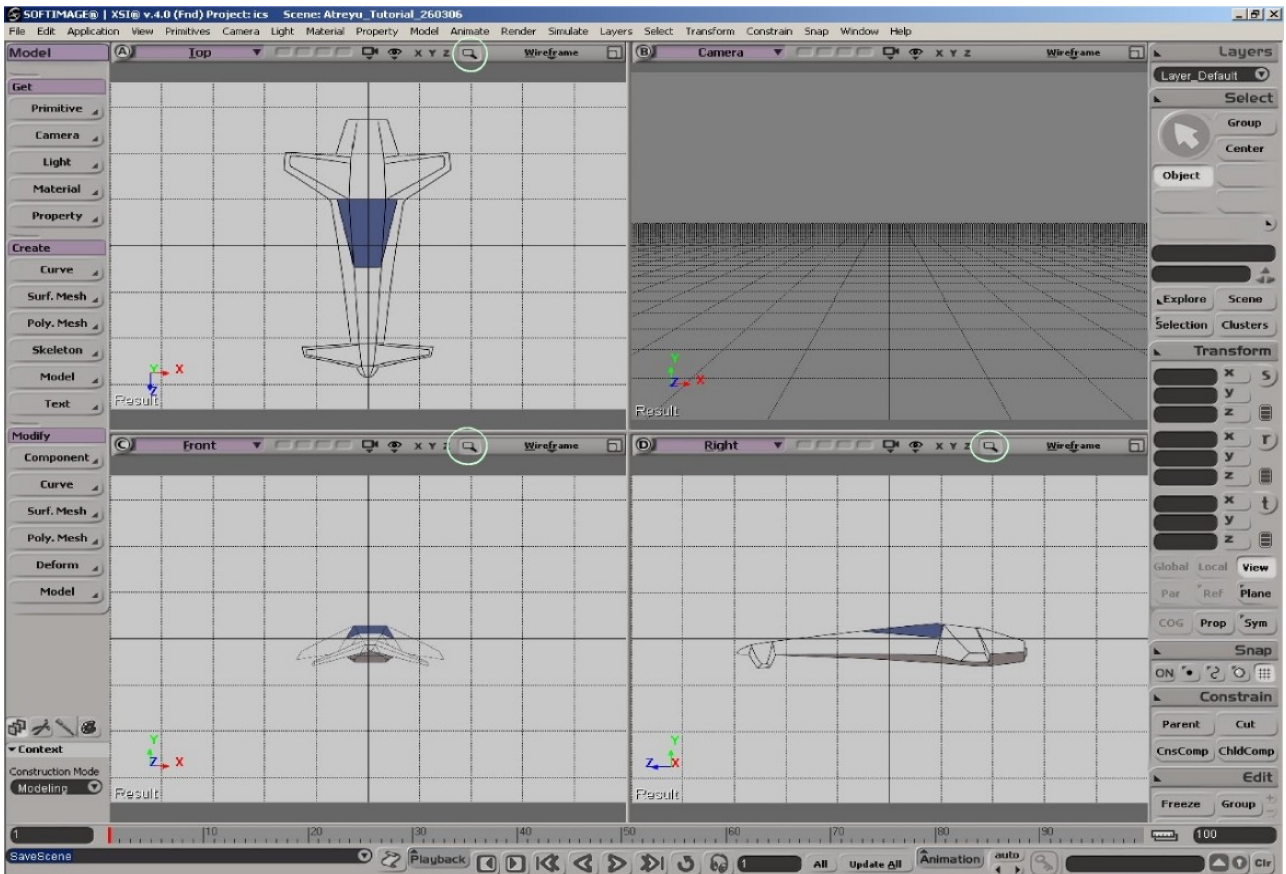 SOFTIMAGE® | XSI® v.4.0 (Fnd) Project: ics Scene: Atreyu_Tutorial_260306
File Edit Application View Primitives Camera Light Material Property Model Animate Render Simulate Layers Select Transform Constrain Snap Window Help
Model
Get
Primitive
Camera
Light
Material
Property
Create
Curve
Surf. Mesh
Poly. Mesh
Skeleton
Model
Text
Modify
Component
Curve
Surf. Mesh
Poly. Mesh
Deform
Model
Context
Construction Mode
Modeling
A Top X Y Z Wireframe
Y X
Z
Result
B Camera X Y Z Wireframe
Y
Z X
Result
C Front X Y Z Wireframe
Y
Z X
Result
D Right X Y Z Wireframe
Y
Z X
Result
Layers
Layer_Default
Select
Group
Center
Object
Explore Scene
Selection Clusters
Transform
x s
y
z
x r
y
z
x t
y
z
Global Local View
Par Ref Plane
COG Prop Sym
Snap
ON
Constrain
Parent Cut
CnsComp ChldComp
Edit
Freeze Group + -
1 10 20 30 40 50 60 70 80 90 100
SaveScene Playback 1 All Update All Animation auto Clr